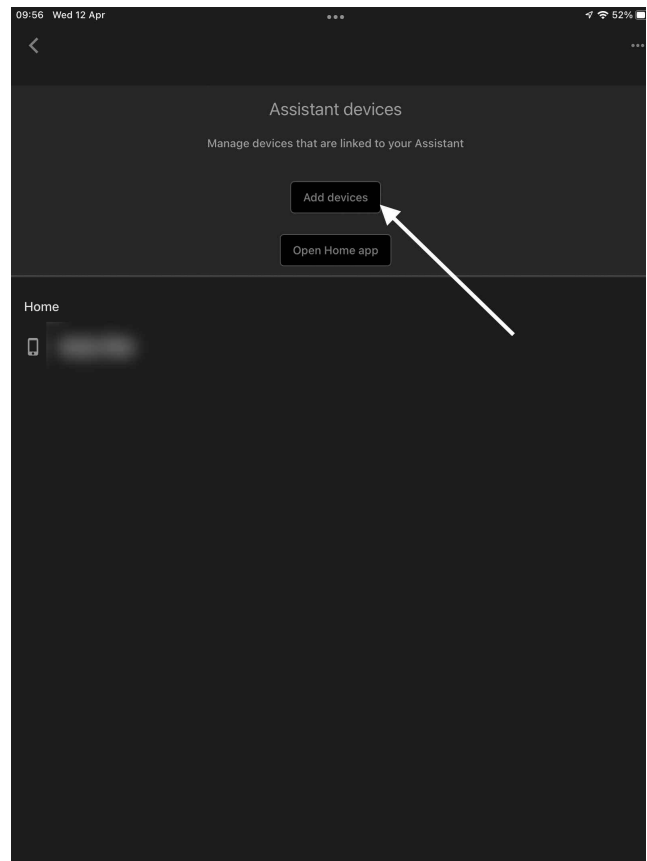 09:56 Wed 12 Apr
52%
Assistant devices
Manage devices that are linked to your Assistant
Add devices
Open Home app
Home